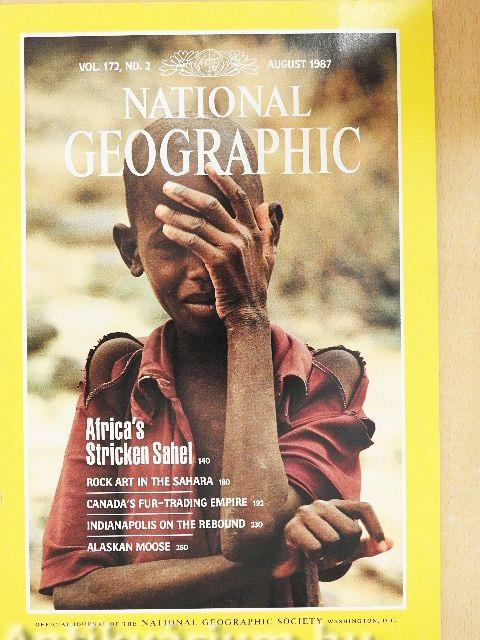 VOL. 172, NO. 2 AUGUST 1987
NATIONAL
GEOGRAPHIC
Africa's
Stricken Sahel 140
ROCK ART IN THE SAHARA 180
CANADA'S FUR-TRADING EMPIRE 192
INDIANAPOLIS ON THE REBOUND 230
ALASKAN MOOSE 260
OFFICIAL JOURNAL OF THE NATIONAL GEOGRAPHIC SOCIETY WASHINGTON, D.C.